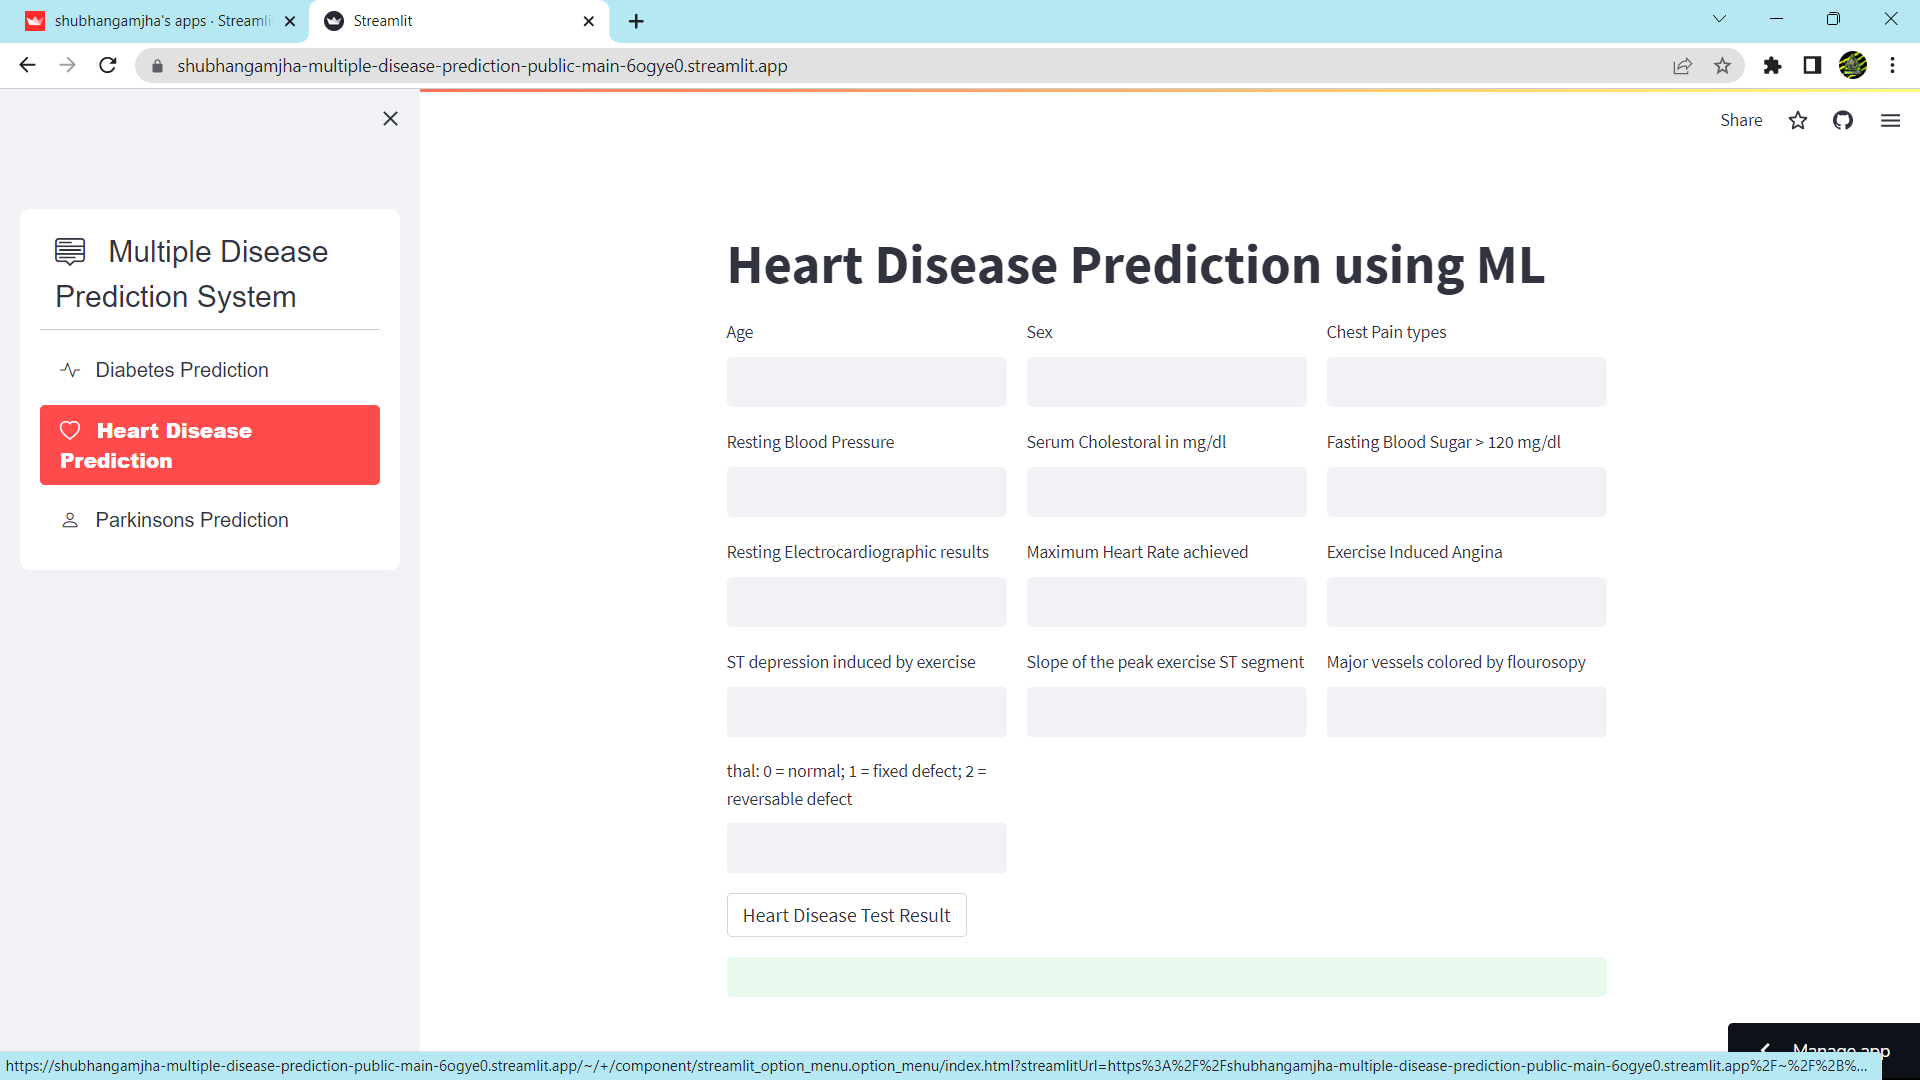 shubhangamjha's apps · Streamli
Streamlit
shubhangamjha-multiple-disease-prediction-public-main-6ogye0.streamlit.app
Share
Multiple Disease
Prediction System
Diabetes Prediction
Heart Disease
Prediction
Parkinsons Prediction
Heart Disease Prediction using ML
Age
Sex
Chest Pain types
Resting Blood Pressure
Serum Cholestoral in mg/dl
Fasting Blood Sugar > 120 mg/dl
Resting Electrocardiographic results
Maximum Heart Rate achieved
Exercise Induced Angina
ST depression induced by exercise
Slope of the peak exercise ST segment
Major vessels colored by flourosopy
thal: 0 = normal; 1 = fixed defect; 2 =
reversable defect
Heart Disease Test Result
Manage app
https://shubhangamjha-multiple-disease-prediction-public-main-6ogye0.streamlit.app/~/+/component/streamlit_option_menu.option_menu/index.html?streamlitUrl=https%3A%2F%2Fshubhangamjha-multiple-disease-prediction-public-main-6ogye0.streamlit.app%2F~%2F%2B%...